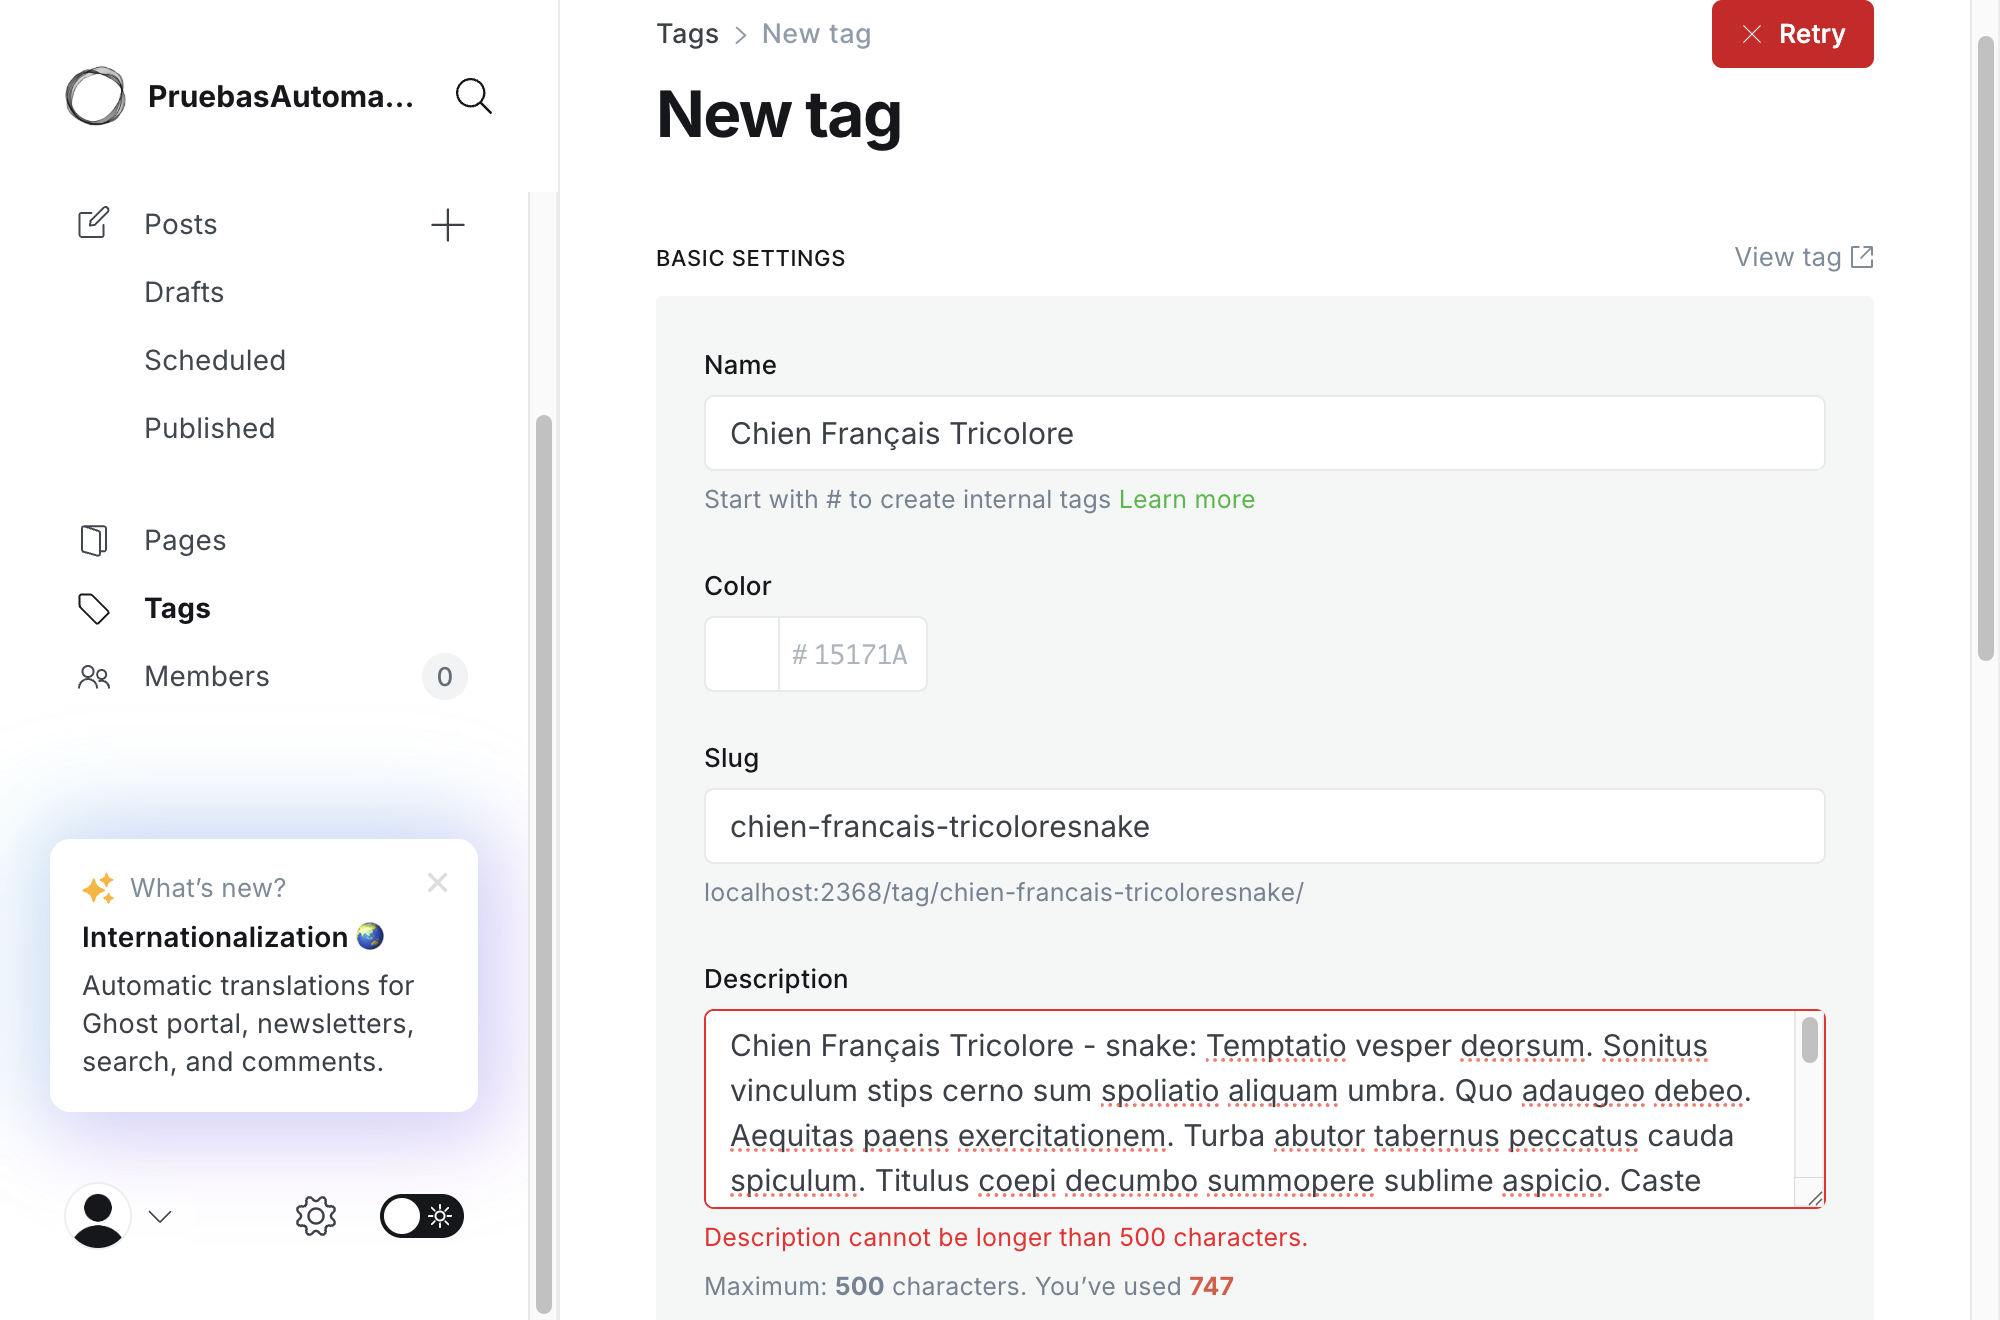 PruebasAutoma...
Posts
Drafts
Scheduled
Published
Pages
Tags
Members
0
What's new?
Internationalization
Automatic translations for
Ghost portal, newsletters,
search, and comments.
Tags > New tag
Retry
New tag
BASIC SETTINGS
View tag
Name
Chien Français Tricolore
Start with # to create internal tags Learn more
Color
# 15171A
Slug
chien-francais-tricoloresnake
localhost:2368/tag/chien-francais-tricoloresnake/
Description
Chien Français Tricolore - snake: Temptatio vesper deorsum. Sonitus
vinculum stips cerno sum spoliatio aliquam umbra. Quo adaugeo debeo.
Aequitas paens exercitationem. Turba abutor tabernus peccatus cauda
spiculum. Titulus coepi decumbo summopere sublime aspicio. Caste
Description cannot be longer than 500 characters.
Maximum: 500 characters. You've used 747